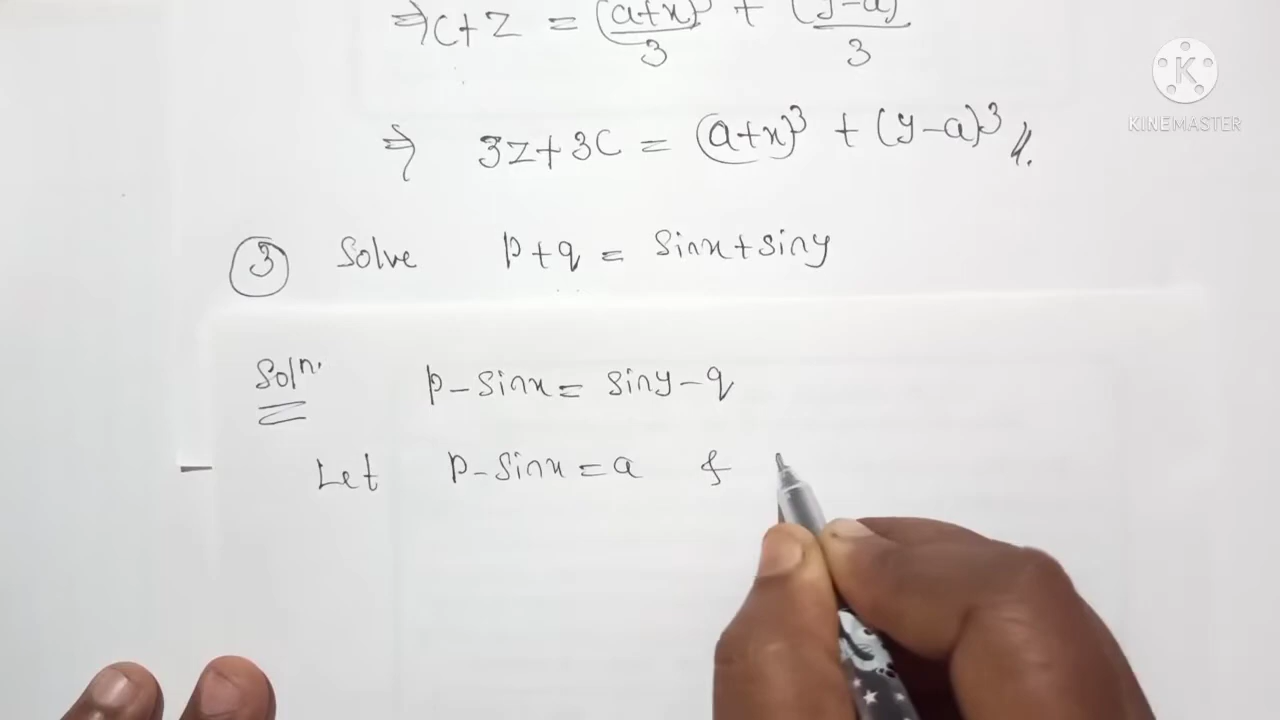 ⇒ C+Z = (a+x)³/3 + (y-a)³/3
KINEMASTER
⇒ 3Z+3C = (a+x)³ + (y-a)³ //.
③ Solve p+q = Sinx+Siny
Solⁿ. p-Sinx = Siny-q
Let p-Sinx = a &